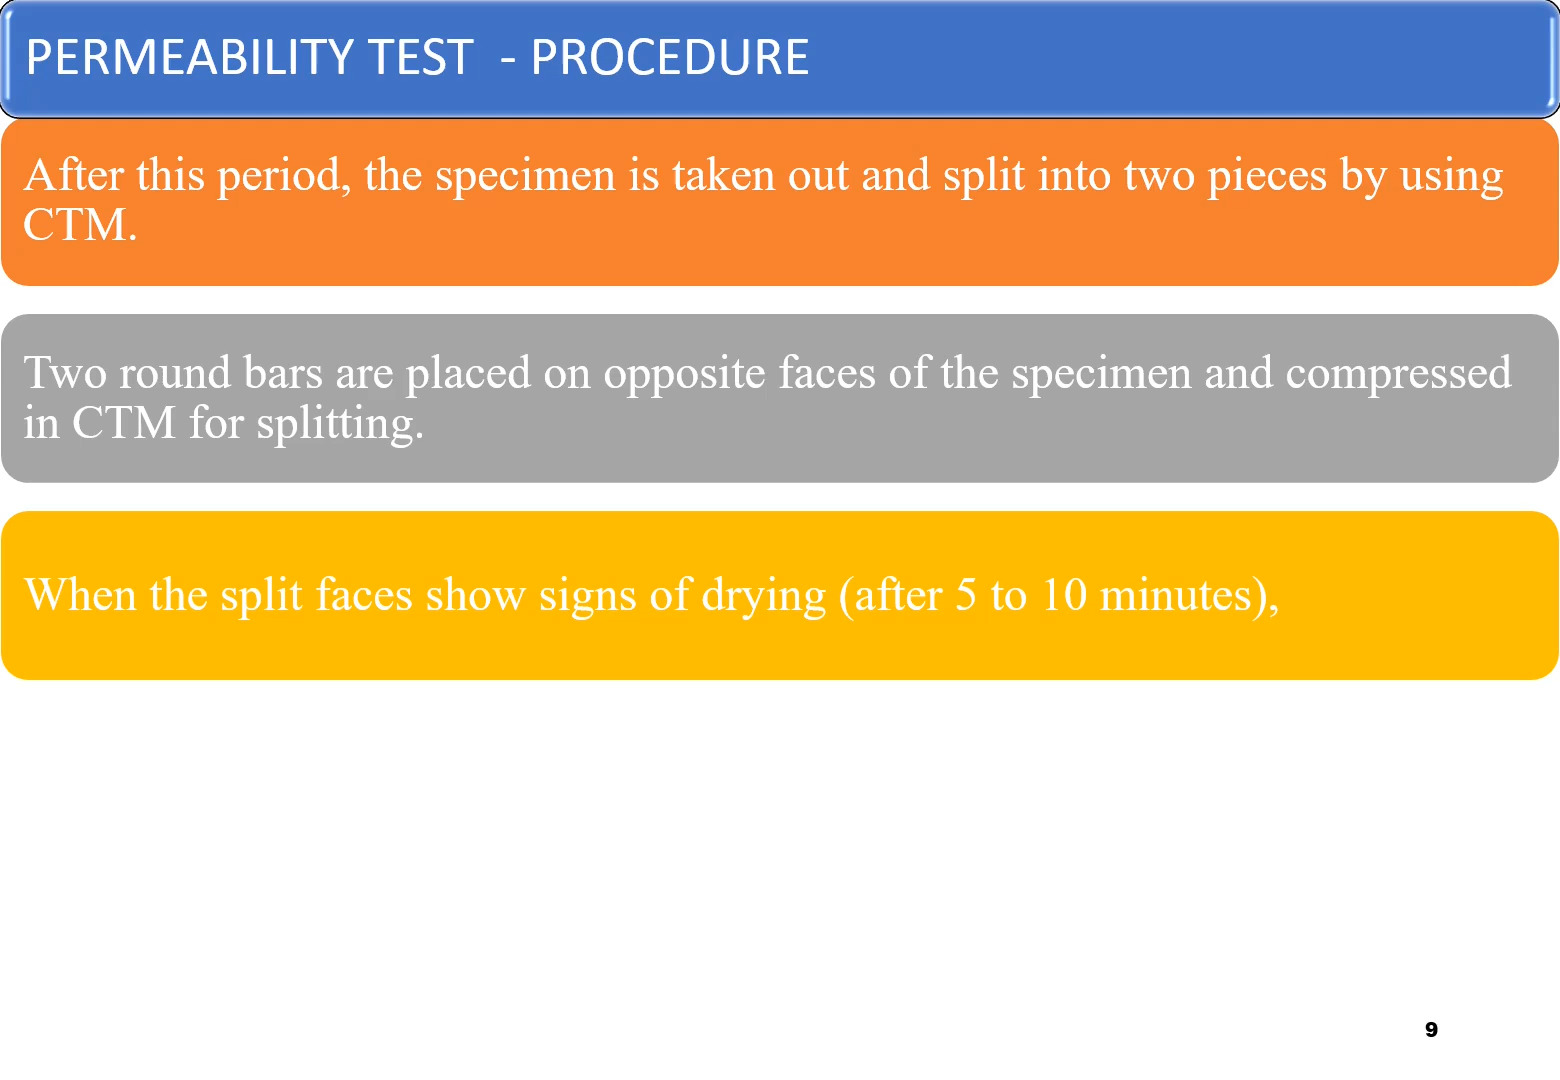 PERMEABILITY TEST  - PROCEDURE
After this period, the specimen is taken out and split into two pieces by using
CTM.
Two round bars are placed on opposite faces of the specimen and compressed
in CTM for splitting.
When the split faces show signs of drying (after 5 to 10 minutes),
9